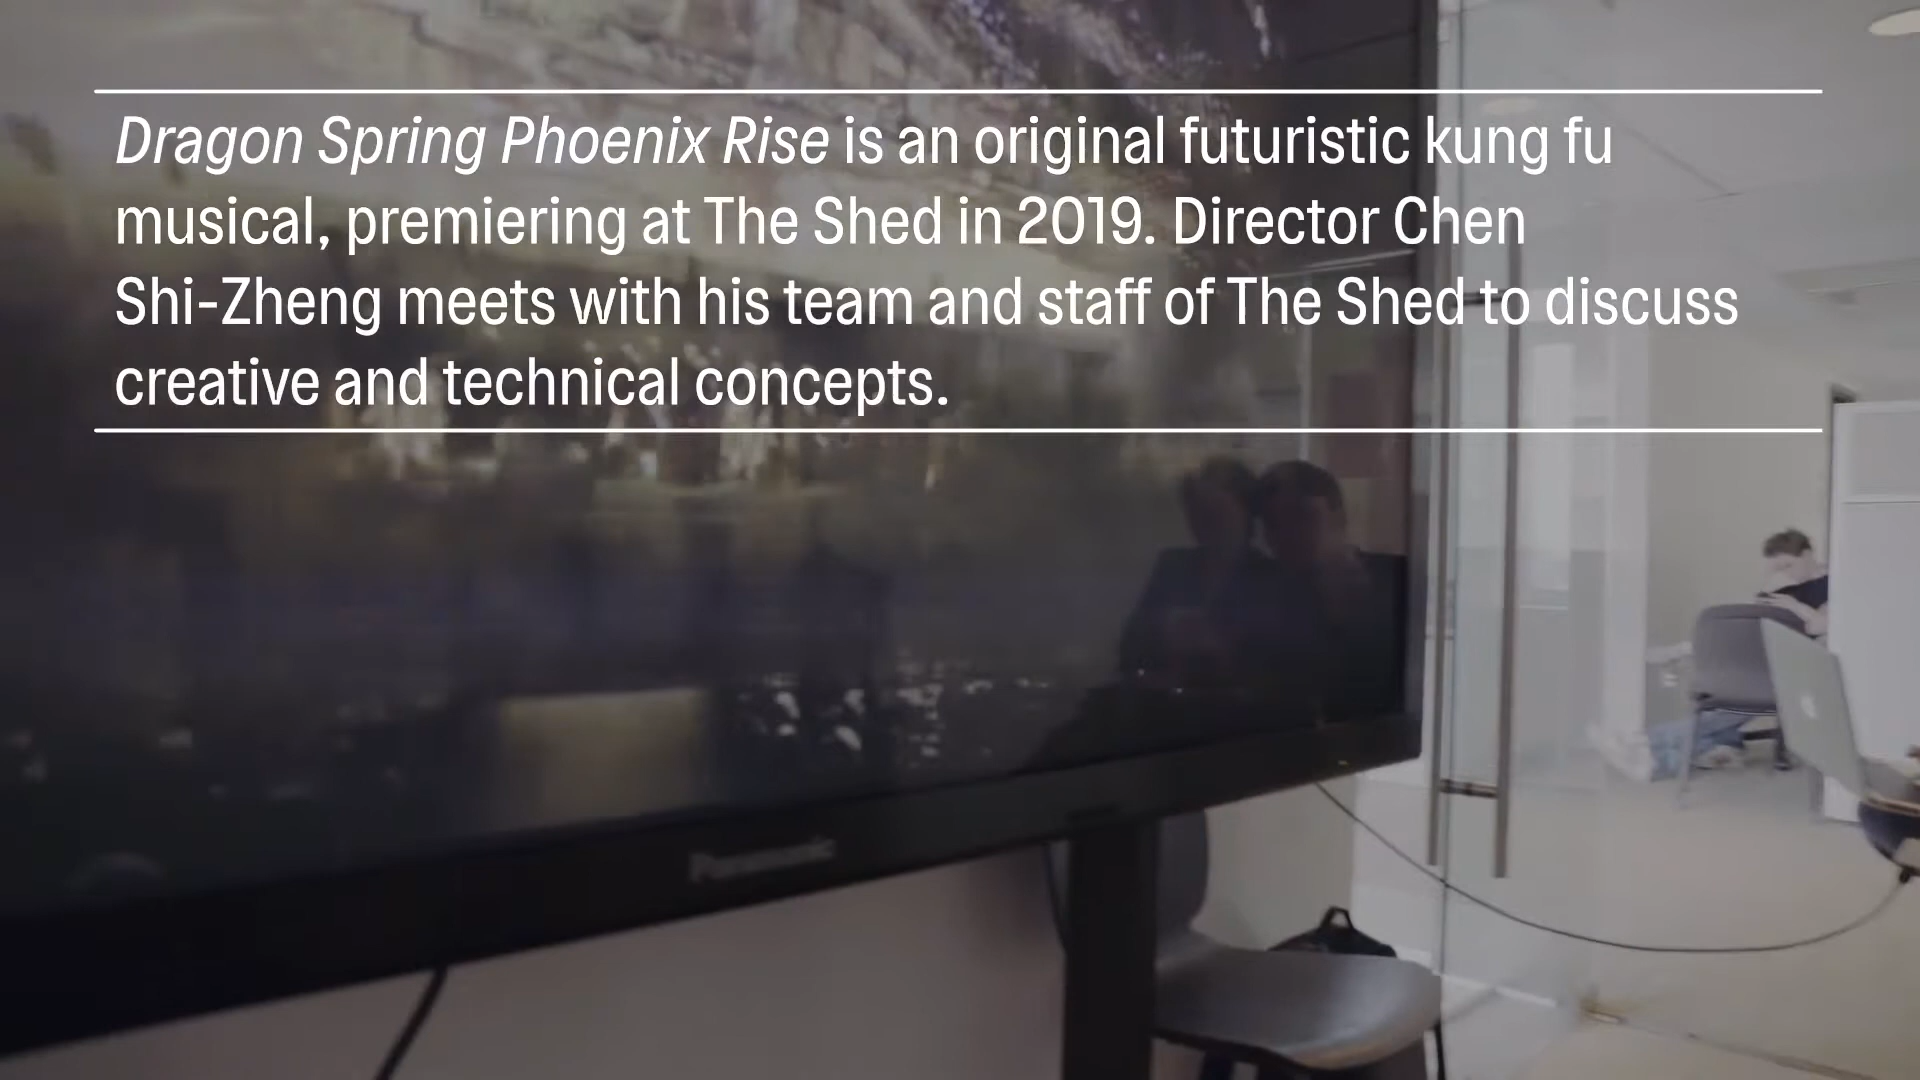 Dragon Spring Phoenix Rise is an original futuristic kung fu
musical, premiering at The Shed in 2019. Director Chen
Shi-Zheng meets with his team and staff of The Shed to discuss
creative and technical concepts.
Panasonic